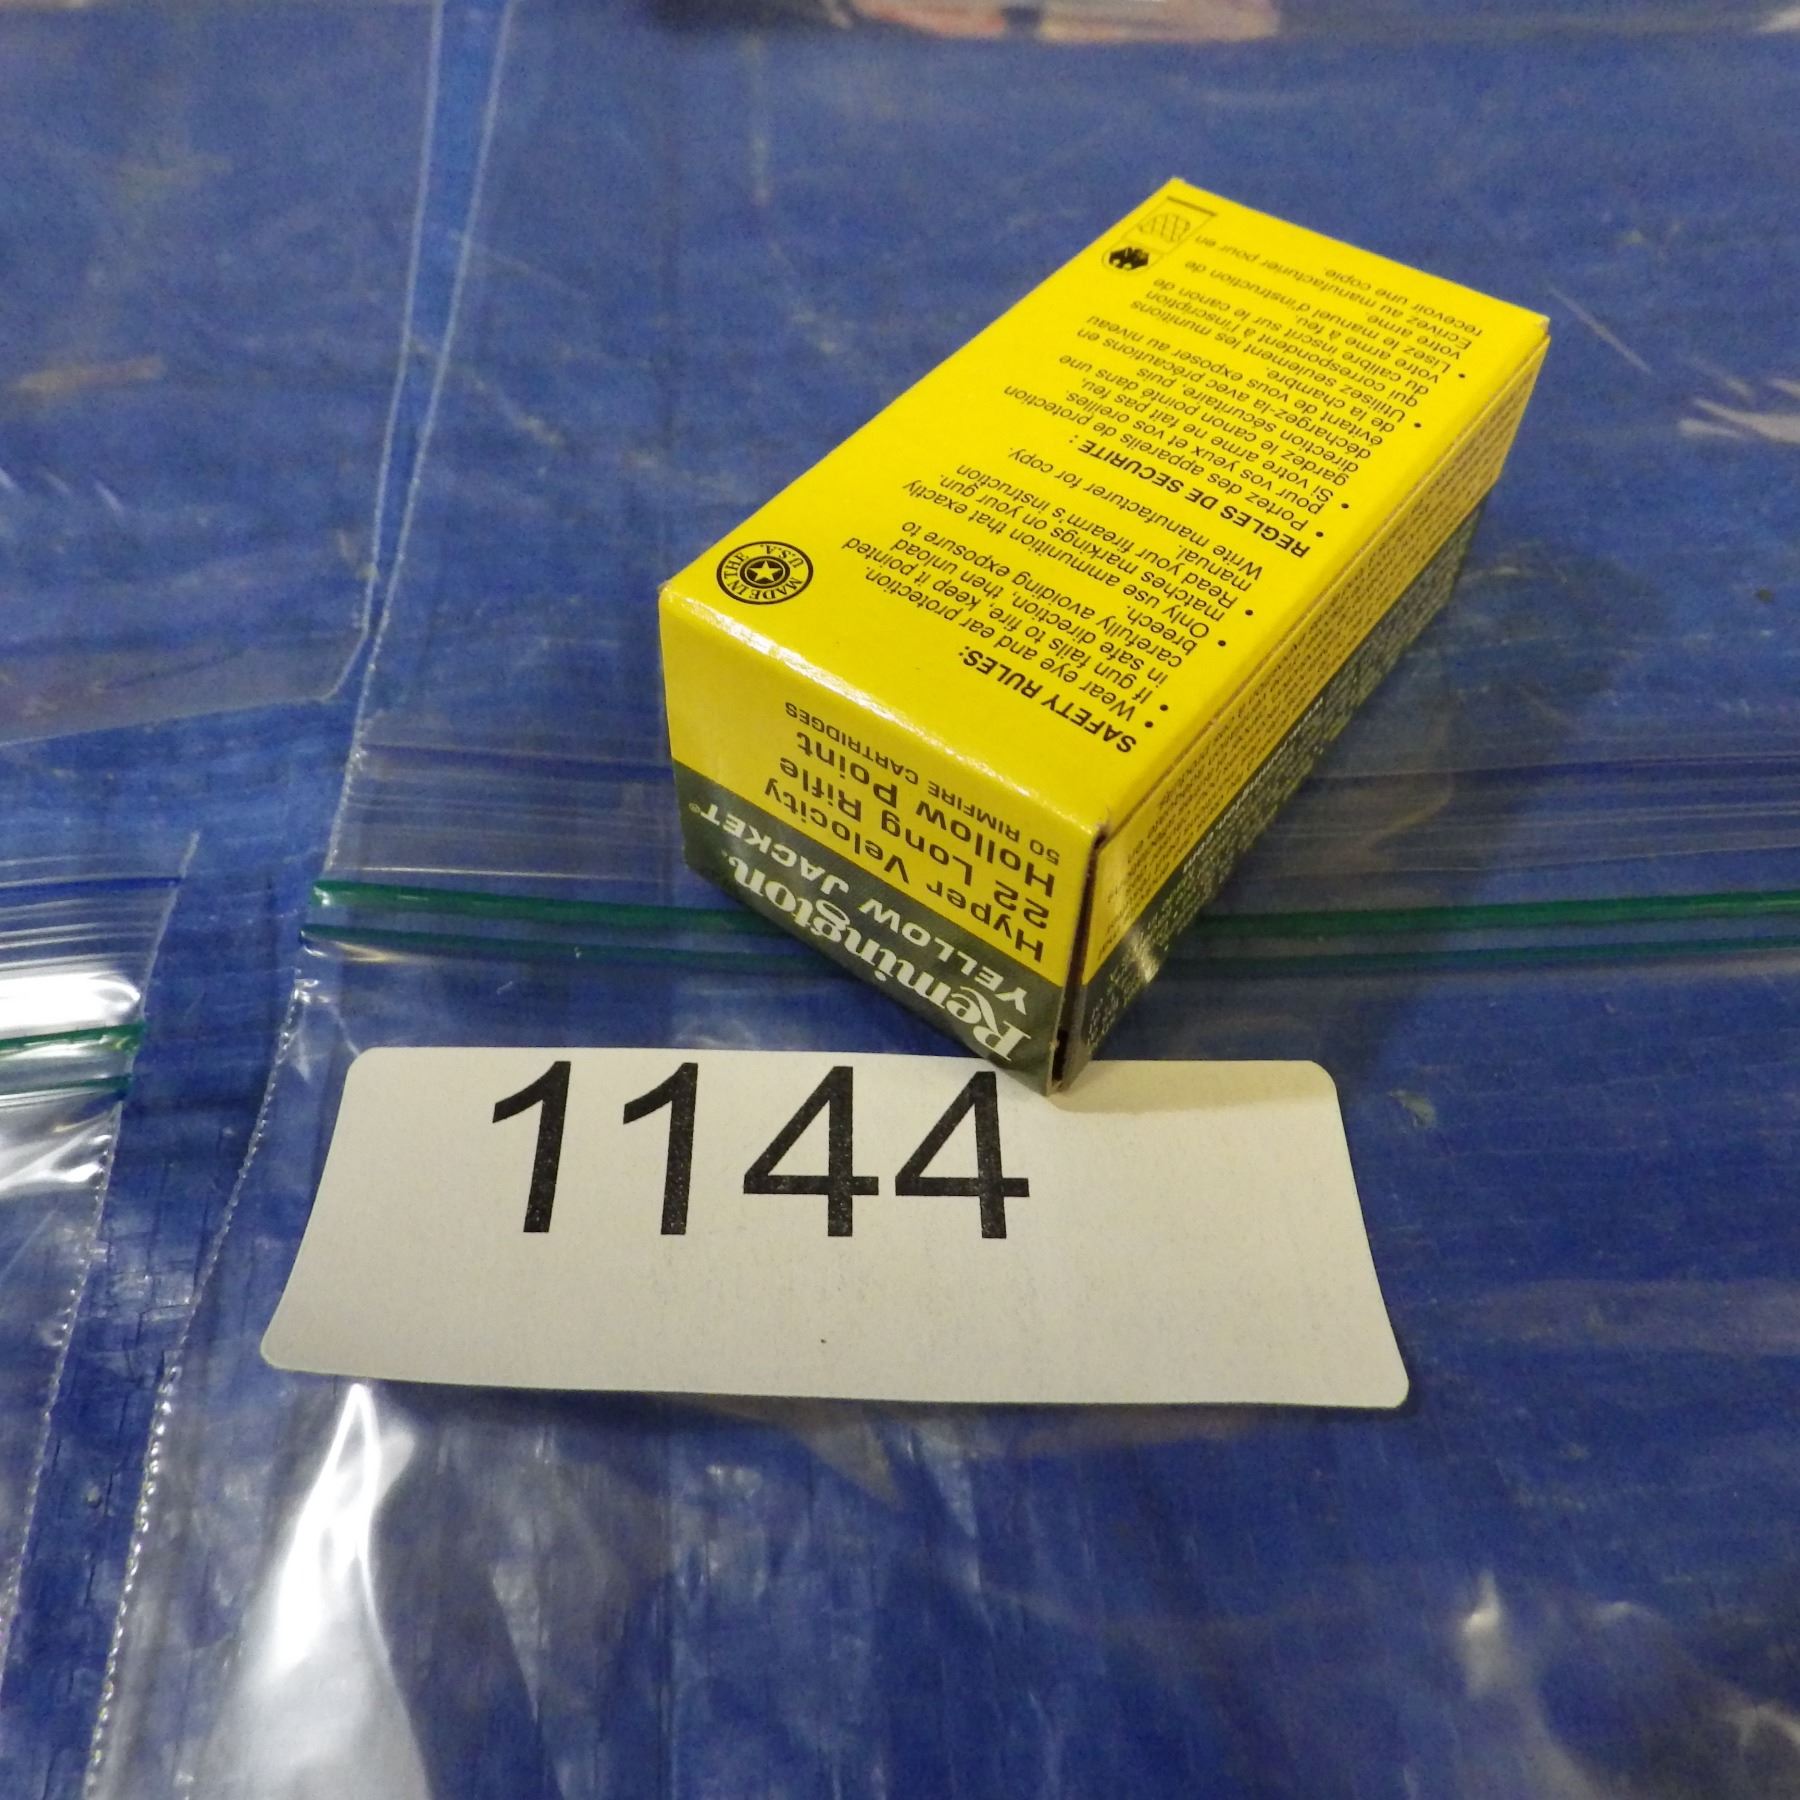 MADE IN THE U.S.A.
SAFETY RULES:
• Wear eye and ear protection.
• If gun fails to fire, keep it pointed
in safe direction, then unload
carefully avoiding exposure to
breech.
• Only use ammunition that exactly
matches markings on your gun.
• Read your firearm's instruction
manual.
Write manufacturer for copy.
REGLES DE SECURITE :
• Portez des appareils de protection
pour vos yeux et vos oreilles.
• Si votre arme ne fait pas feu,
gardez le canon pointé dans une
direction sécuritaire, puis
déchargez-la avec précautions en
évitant de vous exposer au niveau
de la chambre.
• Utilisez seulement les munitions
qui correspondent à l'inscription
du calibre inscrit sur le canon de
votre arme à feu.
• Lisez le manuel d'instruction de
votre arme.
Ecrivez au manufacturier pour en
recevoir une copie.
Remington.
YELLOW JACKET®
Hyper Velocity
22 Long Rifle
Hollow Point
50 RIMFIRE CARTRIDGES
1144